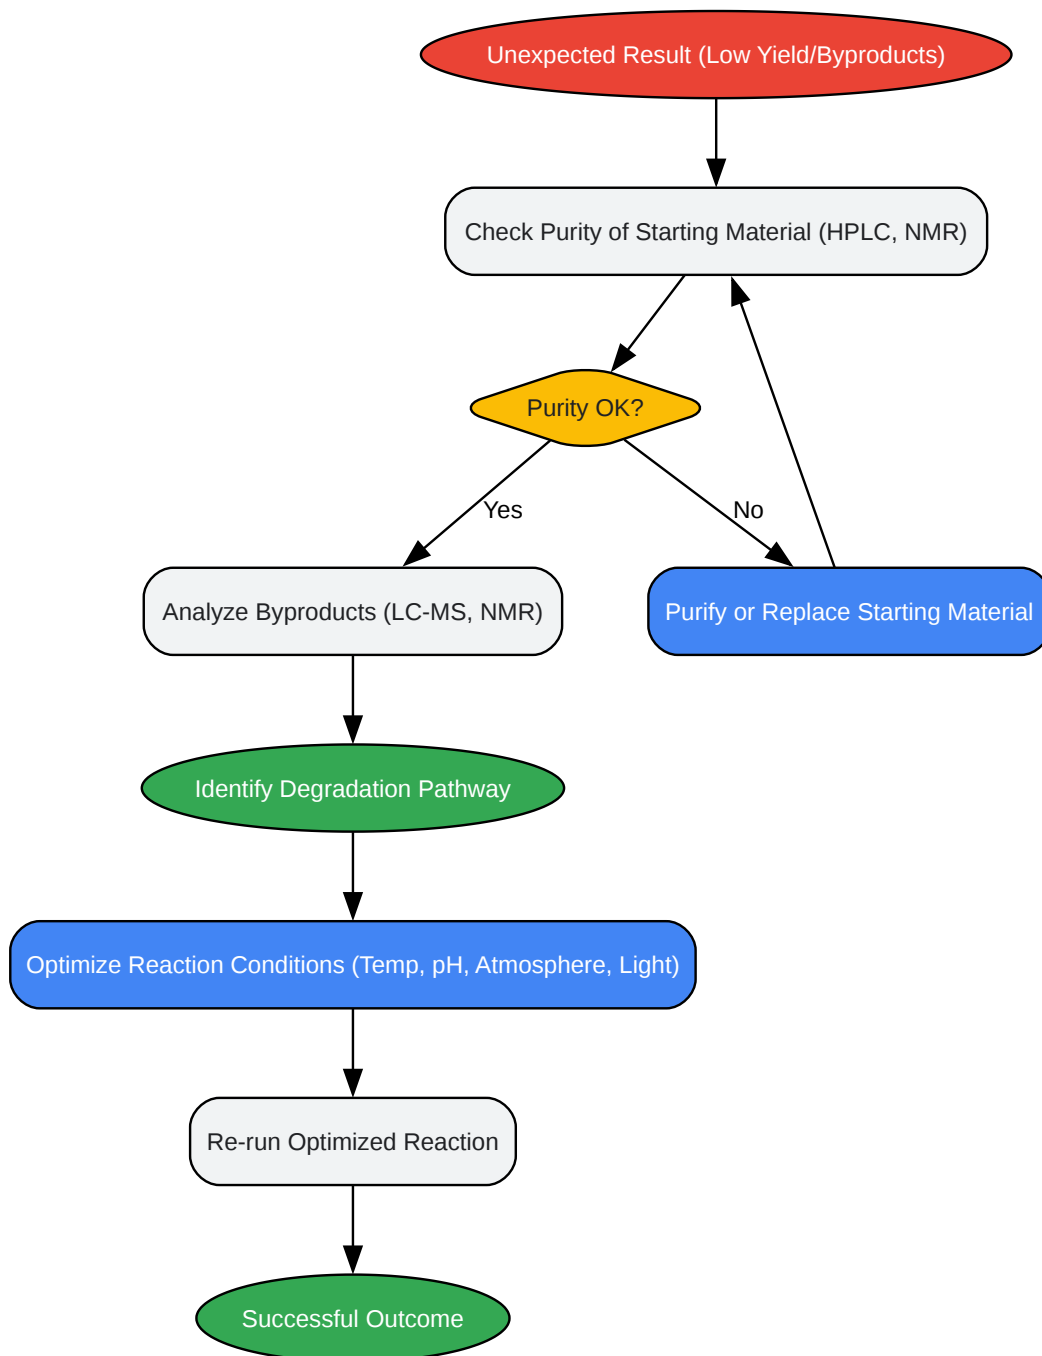 Unexpected Result (Low Yield/Byproducts)
Check Purity of Starting Material (HPLC, NMR)
Purity OK?
Yes
No
Analyze Byproducts (LC-MS, NMR)
Purify or Replace Starting Material
Identify Degradation Pathway
Optimize Reaction Conditions (Temp, pH, Atmosphere, Light)
Re-run Optimized Reaction
Successful Outcome